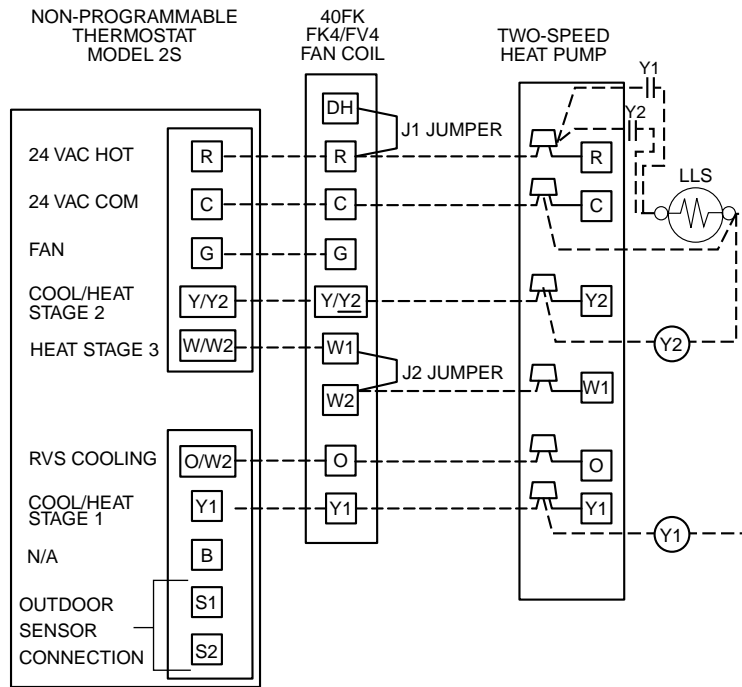 NON-PROGRAMMABLE
THERMOSTAT
MODEL 2S
40FK
FK4/FV4
FAN COIL
TWO-SPEED
HEAT PUMP
Y1
Y2
DH
J1 JUMPER
24 VAC HOT
R
R
R
LLS
24 VAC COM
C
C
C
FAN
G
G
COOL/HEAT
STAGE 2
Y/Y2
Y/Y2
Y2
Y2
HEAT STAGE 3
W/W2
W1
J2 JUMPER
W2
W1
RVS COOLING
O/W2
O
O
COOL/HEAT
STAGE 1
Y1
Y1
Y1
Y1
N/A
B
OUTDOOR
SENSOR
CONNECTION
S1
S2